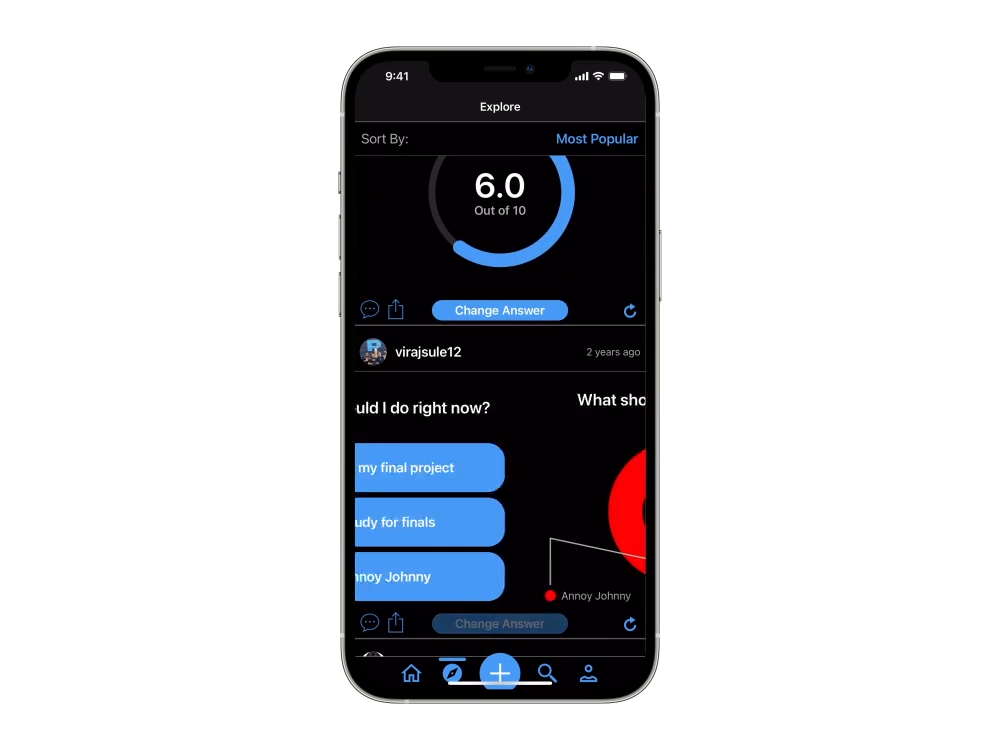 9:41
Explore
Sort By: Most Popular
6.0
Out of 10
Change Answer
virajsule12 2 years ago
uld I do right now? What sho
my final project
udy for finals
nnoy Johnny
Annoy Johnny
Change Answer